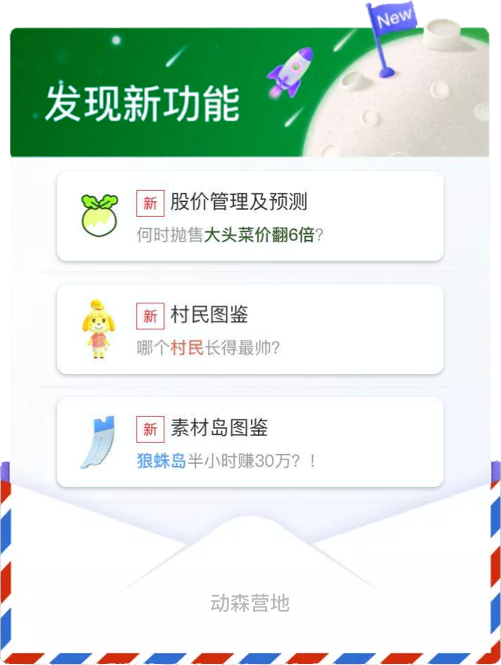 New
发现新功能
新 股价管理及预测
何时抛售大头菜价翻6倍?
新 村民图鉴
哪个村民长得最帅?
新 素材岛图鉴
狼蛛岛半小时赚30万?！
动森营地